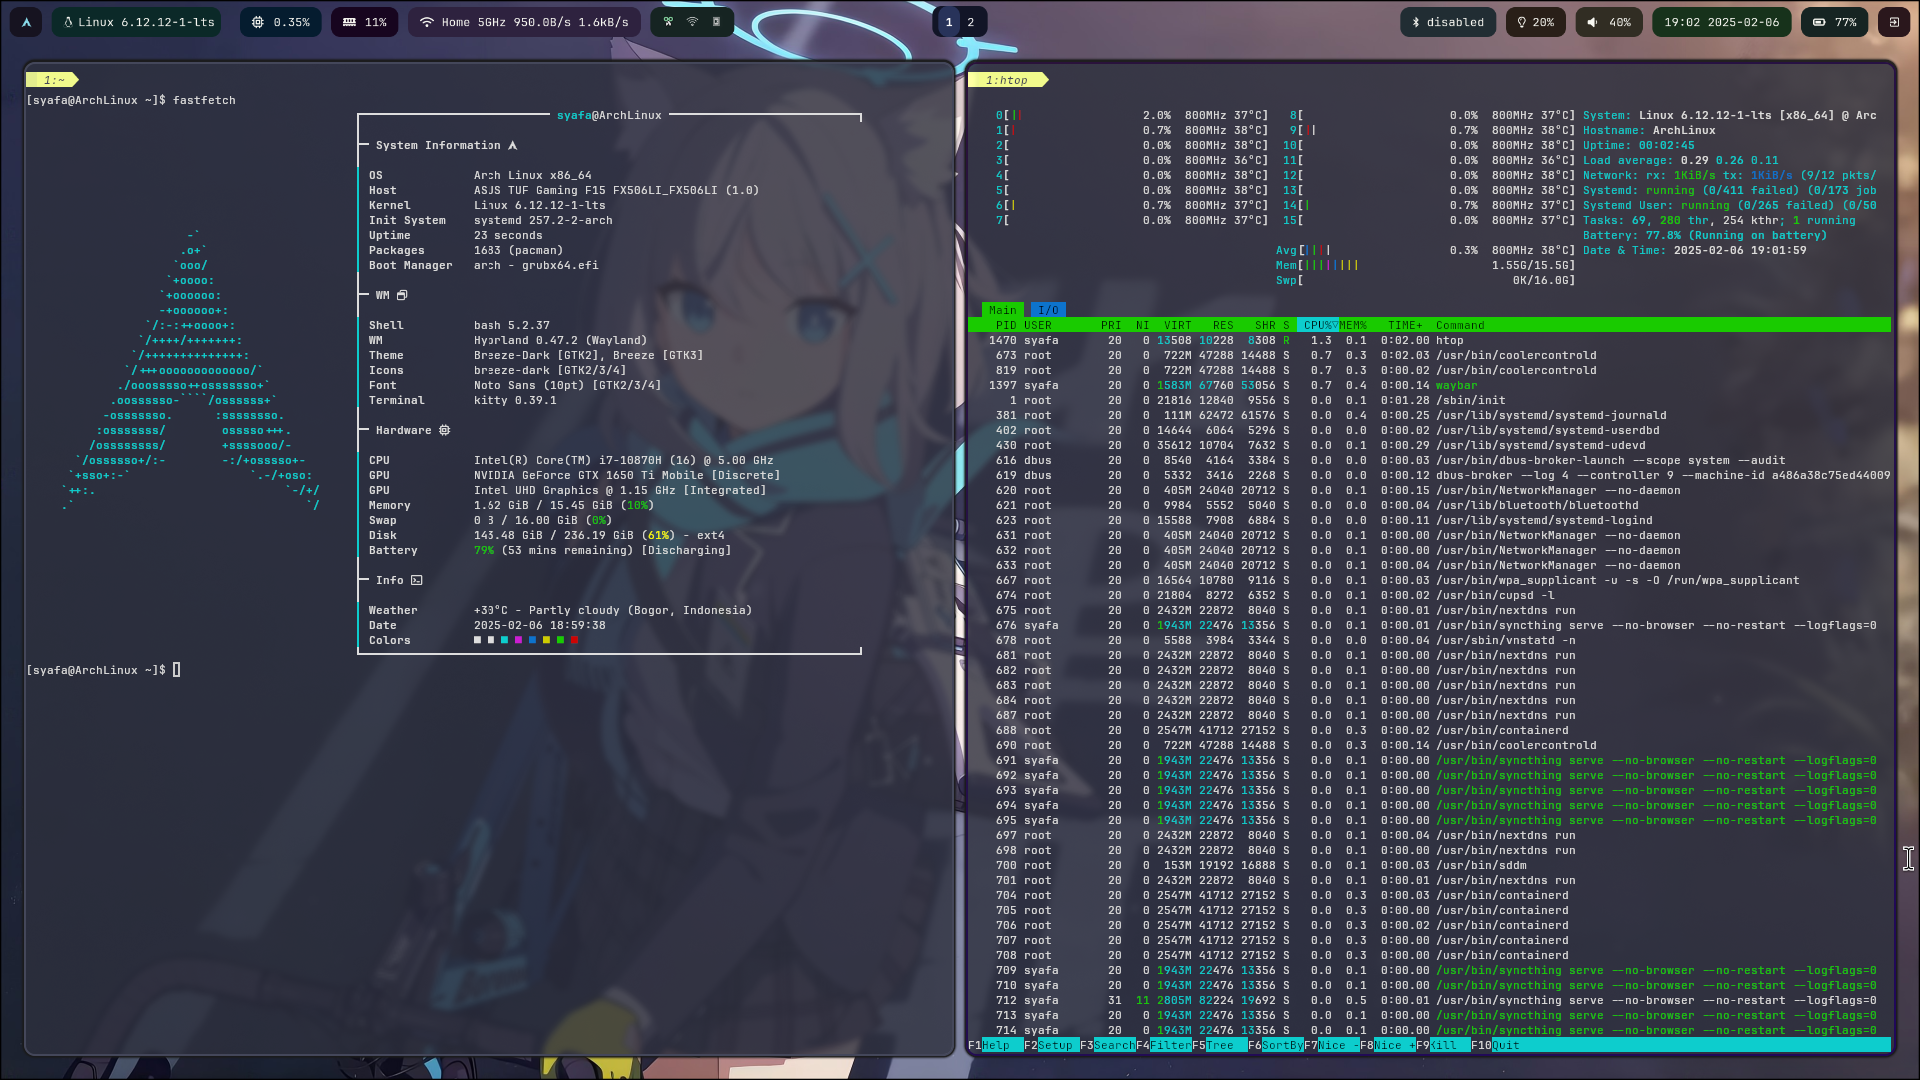 Linux 6.12.12-1-lts
0.35%
11%
Home 5GHz 950.0B/s 1.6kB/s
1 2
disabled
20%
40%
19:02 2025-02-06
77%
1:~
[syafa@ArchLinux ~]$ fastfetch
syafa@ArchLinux
System Information
OS Arch Linux x86_64
Host ASJS TUF Gaming F15 FX506LI_FX506LI (1.0)
Kernel Linux 6.12.12-1-lts
Init System systemd 257.2-2-arch
Uptime 23 seconds
Packages 1683 (pacman)
Boot Manager arch - grubx64.efi
WM
Shell bash 5.2.37
WM Hyprland 0.47.2 (Wayland)
Theme Breeze-Dark [GTK2], Breeze [GTK3]
Icons breeze-dark [GTK2/3/4]
Font Noto Sans (10pt) [GTK2/3/4]
Terminal kitty 0.39.1
Hardware
CPU Intel(R) Core(TM) i7-10870H (16) @ 5.00 GHz
GPU NVIDIA GeForce GTX 1650 Ti Mobile [Discrete]
GPU Intel UHD Graphics @ 1.15 GHz [Integrated]
Memory 1.62 GiB / 15.45 GiB (10%)
Swap 0 B / 16.00 GiB (0%)
Disk 143.48 GiB / 236.19 GiB (61%) - ext4
Battery 79% (53 mins remaining) [Discharging]
Info
Weather +30°C - Partly cloudy (Bogor, Indonesia)
Date 2025-02-06 18:59:38
Colors
[syafa@ArchLinux ~]$
1:htop
0[|| 2.0% 800MHz 37°C] 8[ 0.0% 800MHz 37°C]
1[| 0.7% 800MHz 38°C] 9[|| 0.7% 800MHz 38°C]
2[ 0.0% 800MHz 38°C] 10[ 0.0% 800MHz 38°C]
3[ 0.0% 800MHz 36°C] 11[ 0.0% 800MHz 36°C]
4[ 0.0% 800MHz 38°C] 12[ 0.0% 800MHz 38°C]
5[ 0.0% 800MHz 38°C] 13[ 0.0% 800MHz 38°C]
6[| 0.7% 800MHz 37°C] 14[| 0.7% 800MHz 37°C]
7[ 0.0% 800MHz 37°C] 15[ 0.0% 800MHz 37°C]
Avg[|||| 0.3% 800MHz 38°C]
Mem[|||||||| 1.55G/15.5G]
Swp[ 0K/16.0G]
System: Linux 6.12.12-1-lts [x86_64] @ Arc
Hostname: ArchLinux
Uptime: 00:02:45
Load average: 0.29 0.26 0.11
Network: rx: 1KiB/s tx: 1KiB/s (9/12 pkts/
Systemd: running (0/411 failed) (0/173 job
Systemd User: running (0/265 failed) (0/50
Tasks: 69, 280 thr, 254 kthr; 1 running
Battery: 77.8% (Running on battery)
Date & Time: 2025-02-06 19:01:59
Main I/O
PID USER PRI NI VIRT RES SHR S CPU%▽MEM% TIME+ Command
1470 syafa 20 0 13508 10228 8308 R 1.3 0.1 0:02.00 htop
673 root 20 0 722M 47288 14488 S 0.7 0.3 0:02.03 /usr/bin/coolercontrold
819 root 20 0 722M 47288 14488 S 0.7 0.3 0:00.02 /usr/bin/coolercontrold
1397 syafa 20 0 1583M 67760 53056 S 0.7 0.4 0:00.14 waybar
1 root 20 0 21816 12840 9556 S 0.0 0.1 0:01.28 /sbin/init
381 root 20 0 111M 62472 61576 S 0.0 0.4 0:00.25 /usr/lib/systemd/systemd-journald
402 root 20 0 14644 6064 5296 S 0.0 0.0 0:00.04 /usr/lib/systemd/systemd-userdbd
430 root 20 0 35612 10704 7632 S 0.0 0.1 0:00.29 /usr/lib/systemd/systemd-udevd
616 dbus 20 0 8540 4164 3384 S 0.0 0.0 0:00.03 /usr/bin/dbus-broker-launch --scope system --audit
619 dbus 20 0 5332 3416 2268 S 0.0 0.0 0:00.12 dbus-broker --log 4 --controller 9 --machine-id a486a38c75ed44009
620 root 20 0 405M 24040 20712 S 0.0 0.1 0:00.15 /usr/bin/NetworkManager --no-daemon
621 root 20 0 9984 5552 5040 S 0.0 0.0 0:00.04 /usr/lib/bluetooth/bluetoothd
623 root 20 0 15588 7908 6884 S 0.0 0.0 0:00.11 /usr/lib/systemd/systemd-logind
631 root 20 0 405M 24040 20712 S 0.0 0.1 0:00.00 /usr/bin/NetworkManager --no-daemon
632 root 20 0 405M 24040 20712 S 0.0 0.1 0:00.00 /usr/bin/NetworkManager --no-daemon
633 root 20 0 405M 24040 20712 S 0.0 0.1 0:00.04 /usr/bin/NetworkManager --no-daemon
667 root 20 0 16564 10780 9116 S 0.0 0.1 0:00.03 /usr/bin/wpa_supplicant -u -s -O /run/wpa_supplicant
674 root 20 0 21804 8272 6352 S 0.0 0.1 0:00.02 /usr/bin/cupsd -l
675 root 20 0 2432M 22872 8040 S 0.0 0.1 0:00.01 /usr/bin/nextdns run
676 syafa 20 0 1943M 22476 13356 S 0.0 0.1 0:00.01 /usr/bin/syncthing serve --no-browser --no-restart --logflags=0
678 root 20 0 5588 3984 3344 S 0.0 0.0 0:00.04 /usr/sbin/vnstatd -n
681 root 20 0 2432M 22872 8040 S 0.0 0.1 0:00.00 /usr/bin/nextdns run
682 root 20 0 2432M 22872 8040 S 0.0 0.1 0:00.00 /usr/bin/nextdns run
683 root 20 0 2432M 22872 8040 S 0.0 0.1 0:00.00 /usr/bin/nextdns run
684 root 20 0 2432M 22872 8040 S 0.0 0.1 0:00.00 /usr/bin/nextdns run
687 root 20 0 2432M 22872 8040 S 0.0 0.1 0:00.00 /usr/bin/nextdns run
688 root 20 0 2547M 41712 27152 S 0.0 0.3 0:00.02 /usr/bin/containerd
690 root 20 0 722M 47288 14488 S 0.0 0.3 0:00.14 /usr/bin/coolercontrold
691 syafa 20 0 1943M 22476 13356 S 0.0 0.1 0:00.00 /usr/bin/syncthing serve --no-browser --no-restart --logflags=0
692 syafa 20 0 1943M 22476 13356 S 0.0 0.1 0:00.00 /usr/bin/syncthing serve --no-browser --no-restart --logflags=0
693 syafa 20 0 1943M 22476 13356 S 0.0 0.1 0:00.00 /usr/bin/syncthing serve --no-browser --no-restart --logflags=0
694 syafa 20 0 1943M 22476 13356 S 0.0 0.1 0:00.00 /usr/bin/syncthing serve --no-browser --no-restart --logflags=0
695 syafa 20 0 1943M 22476 13356 S 0.0 0.1 0:00.00 /usr/bin/syncthing serve --no-browser --no-restart --logflags=0
697 root 20 0 2432M 22872 8040 S 0.0 0.1 0:00.04 /usr/bin/nextdns run
698 root 20 0 2432M 22872 8040 S 0.0 0.1 0:00.00 /usr/bin/nextdns run
700 root 20 0 153M 19192 16888 S 0.0 0.1 0:00.03 /usr/bin/sddm
701 root 20 0 2432M 22872 8040 S 0.0 0.1 0:00.01 /usr/bin/nextdns run
704 root 20 0 2547M 41712 27152 S 0.0 0.3 0:00.03 /usr/bin/containerd
705 root 20 0 2547M 41712 27152 S 0.0 0.3 0:00.00 /usr/bin/containerd
706 root 20 0 2547M 41712 27152 S 0.0 0.3 0:00.02 /usr/bin/containerd
707 root 20 0 2547M 41712 27152 S 0.0 0.3 0:00.00 /usr/bin/containerd
708 root 20 0 2547M 41712 27152 S 0.0 0.3 0:00.00 /usr/bin/containerd
709 syafa 20 0 1943M 22476 13356 S 0.0 0.1 0:00.00 /usr/bin/syncthing serve --no-browser --no-restart --logflags=0
710 syafa 20 0 1943M 22476 13356 S 0.0 0.1 0:00.00 /usr/bin/syncthing serve --no-browser --no-restart --logflags=0
712 syafa 31 11 2805M 82224 19692 S 0.0 0.5 0:00.01 /usr/bin/syncthing serve --no-browser --no-restart --logflags=0
713 syafa 20 0 1943M 22476 13356 S 0.0 0.1 0:00.00 /usr/bin/syncthing serve --no-browser --no-restart --logflags=0
714 syafa 20 0 1943M 22476 13356 S 0.0 0.1 0:00.00 /usr/bin/syncthing serve --no-browser --no-restart --logflags=0
F1Help F2Setup F3SearchF4FilterF5Tree F6SortByF7Nice -F8Nice +F9Kill F10Quit